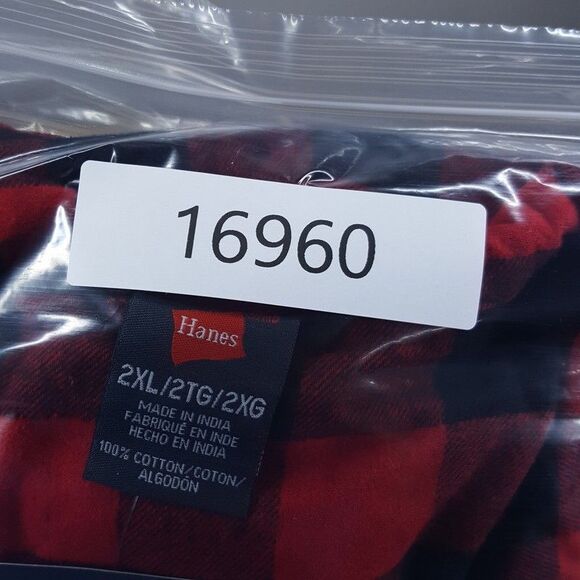 16960
Hanes
2XL/2TG/2XG
MADE IN INDIA
FABRIQUÉ EN INDE
HECHO EN INDIA
100% COTTON/COTON/
ALGODÓN